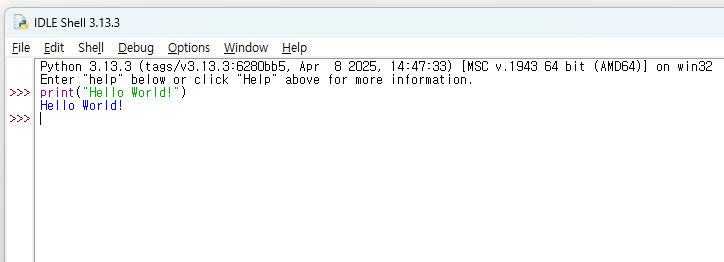 IDLE Shell 3.13.3
File Edit Shell Debug Options Window Help
Python 3.13.3 (tags/v3.13.3:6280bb5, Apr  8 2025, 14:47:33) [MSC v.1943 64 bit (AMD64)] on win32
Enter "help" below or click "Help" above for more information.
>>> print("Hello World!")
Hello World!
>>>